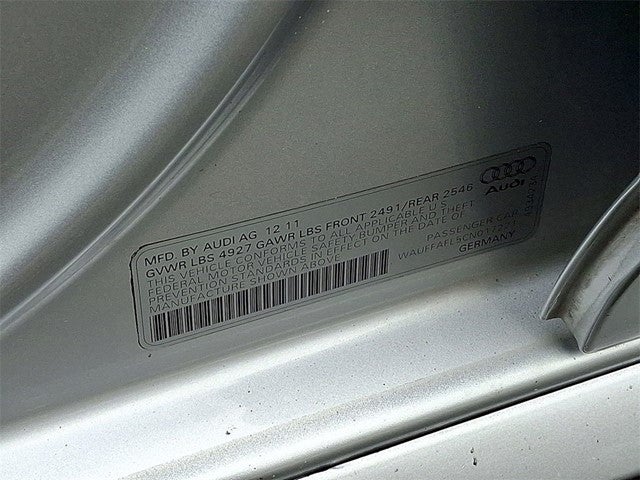 MFD. BY AUDI AG 12 11
GVWR LBS 4927 GAWR LBS FRONT 2491/REAR 2546
THIS VEHICLE CONFORMS TO ALL APPLICABLE U.S.
FEDERAL MOTOR VEHICLE SAFETY BUMPER AND THEFT
PREVENTION STANDARDS IN EFFECT ON THE DATE OF
MANUFACTURE SHOWN ABOVE
Audi
PASSENGER CAR
GERMANY